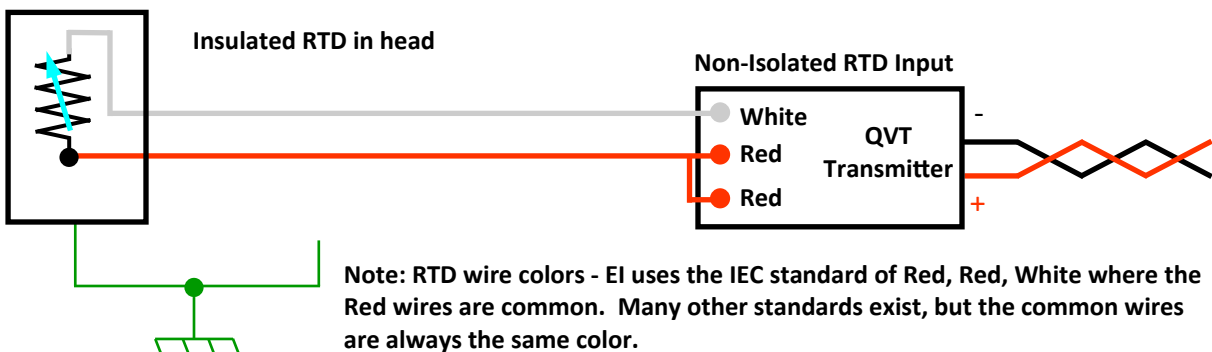 Insulated RTD in head
Non-Isolated RTD Input
White
Red
Red
QVT
Transmitter
-
+
Note: RTD wire colors - EI uses the IEC standard of Red, Red, White where the
Red wires are common.  Many other standards exist, but the common wires
are always the same color.